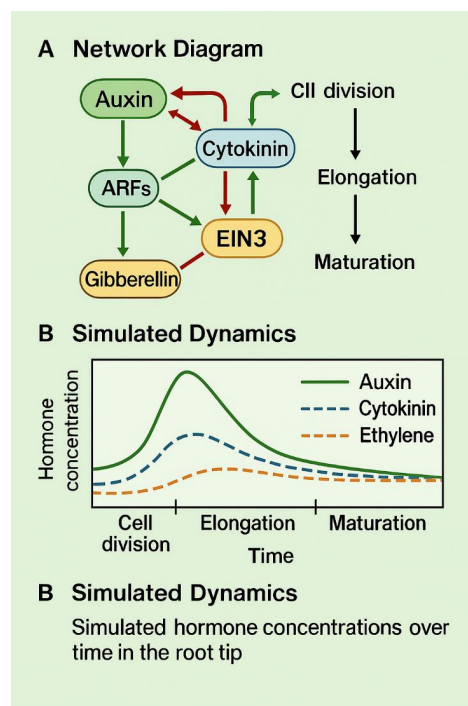 A Network Diagram
Auxin
CII division
Cytokinin
Elongation
ARFs
EIN3
Maturation
Gibberellin
B Simulated Dynamics
Hormone
concentration
Auxin
Cytokinin
Ethylene
Cell
division
Elongation
Maturation
Time
B Simulated Dynamics
Simulated hormone concentrations over
time in the root tip